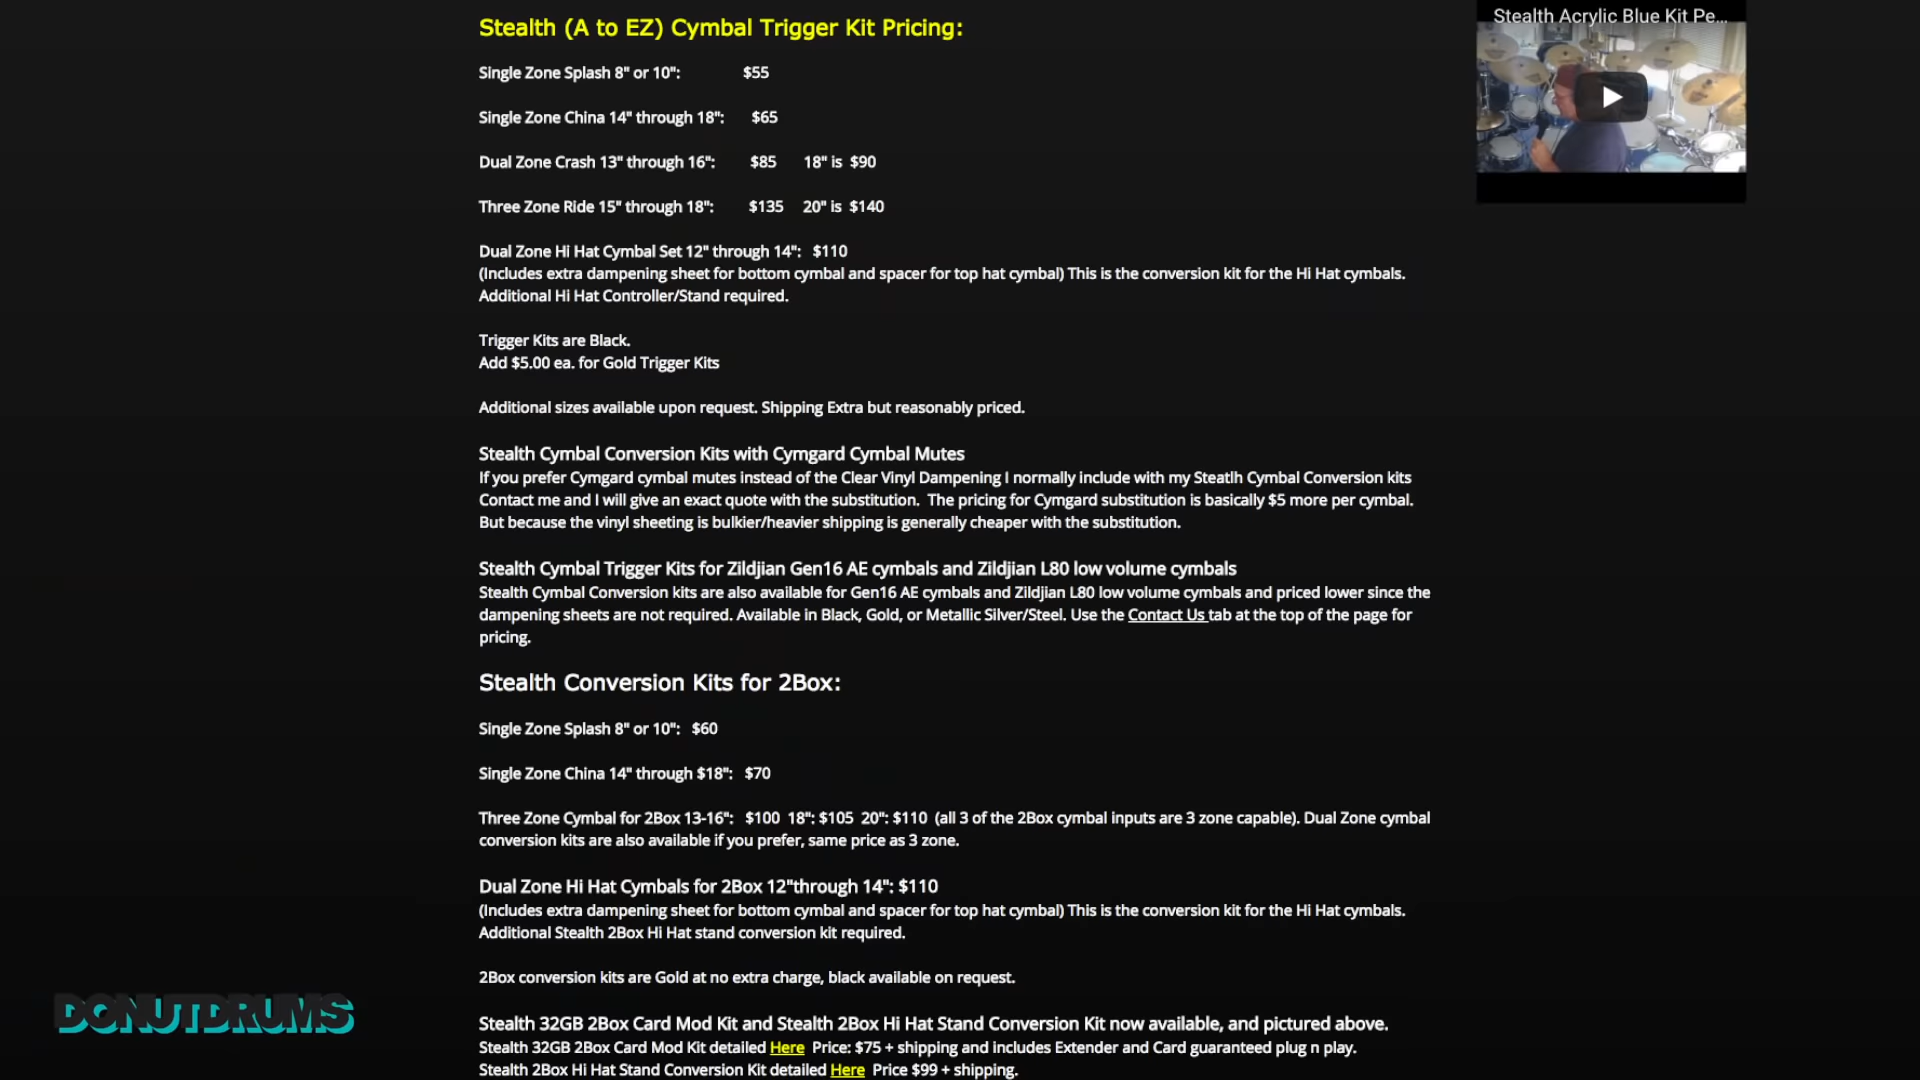 Stealth (A to EZ) Cymbal Trigger Kit Pricing:
Stealth Acrylic Blue Kit Pe...
Single Zone Splash 8" or 10": $55
Single Zone China 14" through 18": $65
Dual Zone Crash 13" through 16": $85 18" is $90
Three Zone Ride 15" through 18": $135 20" is $140
Dual Zone Hi Hat Cymbal Set 12" through 14": $110
(Includes extra dampening sheet for bottom cymbal and spacer for top hat cymbal) This is the conversion kit for the Hi Hat cymbals.
Additional Hi Hat Controller/Stand required.
Trigger Kits are Black.
Add $5.00 ea. for Gold Trigger Kits
Additional sizes available upon request. Shipping Extra but reasonably priced.
Stealth Cymbal Conversion Kits with Cymgard Cymbal Mutes
If you prefer Cymgard cymbal mutes instead of the Clear Vinyl Dampening I normally include with my Steatlh Cymbal Conversion kits
Contact me and I will give an exact quote with the substitution. The pricing for Cymgard substitution is basically $5 more per cymbal.
But because the vinyl sheeting is bulkier/heavier shipping is generally cheaper with the substitution.
Stealth Cymbal Trigger Kits for Zildjian Gen16 AE cymbals and Zildjian L80 low volume cymbals
Stealth Cymbal Conversion kits are also available for Gen16 AE cymbals and Zildjian L80 low volume cymbals and priced lower since the
dampening sheets are not required. Available in Black, Gold, or Metallic Silver/Steel. Use the Contact Us tab at the top of the page for
pricing.
Stealth Conversion Kits for 2Box:
Single Zone Splash 8" or 10": $60
Single Zone China 14" through $18": $70
Three Zone Cymbal for 2Box 13-16": $100 18": $105 20": $110 (all 3 of the 2Box cymbal inputs are 3 zone capable). Dual Zone cymbal
conversion kits are also available if you prefer, same price as 3 zone.
Dual Zone Hi Hat Cymbals for 2Box 12"through 14": $110
(Includes extra dampening sheet for bottom cymbal and spacer for top hat cymbal) This is the conversion kit for the Hi Hat cymbals.
Additional Stealth 2Box Hi Hat stand conversion kit required.
2Box conversion kits are Gold at no extra charge, black available on request.
DONUTDRUMS
Stealth 32GB 2Box Card Mod Kit and Stealth 2Box Hi Hat Stand Conversion Kit now available, and pictured above.
Stealth 32GB 2Box Card Mod Kit detailed Here Price: $75 + shipping and includes Extender and Card guaranteed plug n play.
Stealth 2Box Hi Hat Stand Conversion Kit detailed Here Price $99 + shipping.